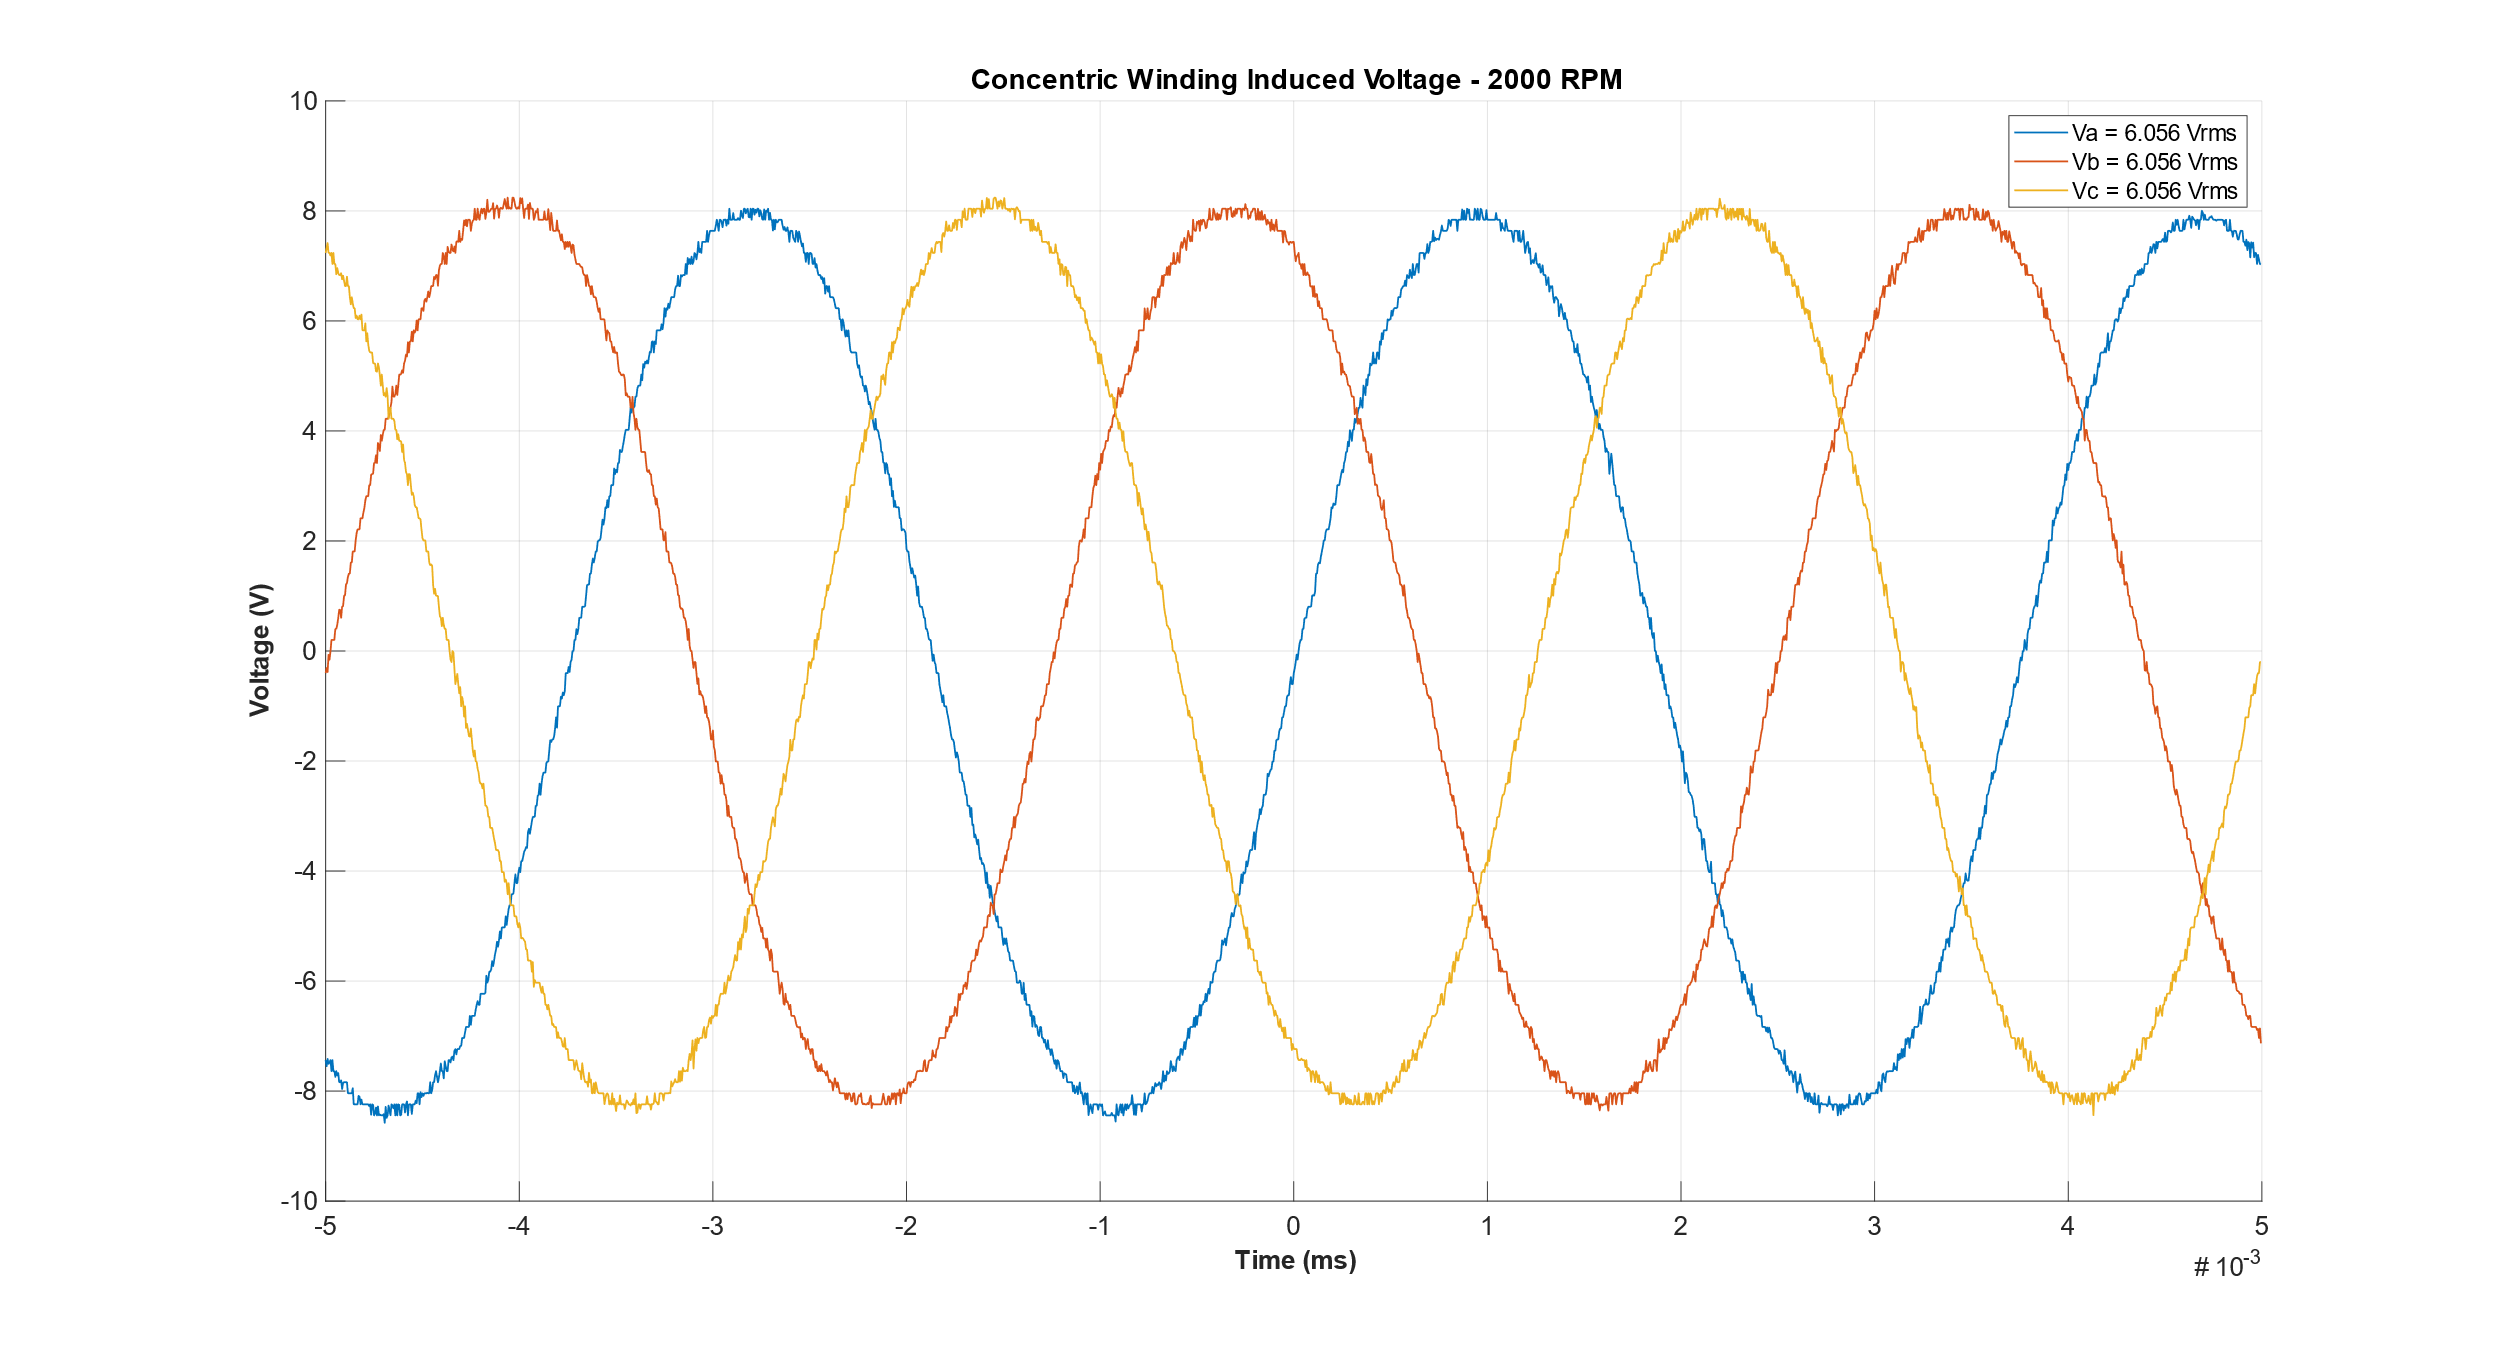 Concentric Winding Induced Voltage - 2000 RPM
Va = 6.056 Vrms
Vb = 6.056 Vrms
Vc = 6.056 Vrms
Voltage (V)
10
8
6
4
2
0
-2
-4
-6
-8
-10
-5 -4 -3 -2 -1 0 1 2 3 4 5
Time (ms)
# 10-3